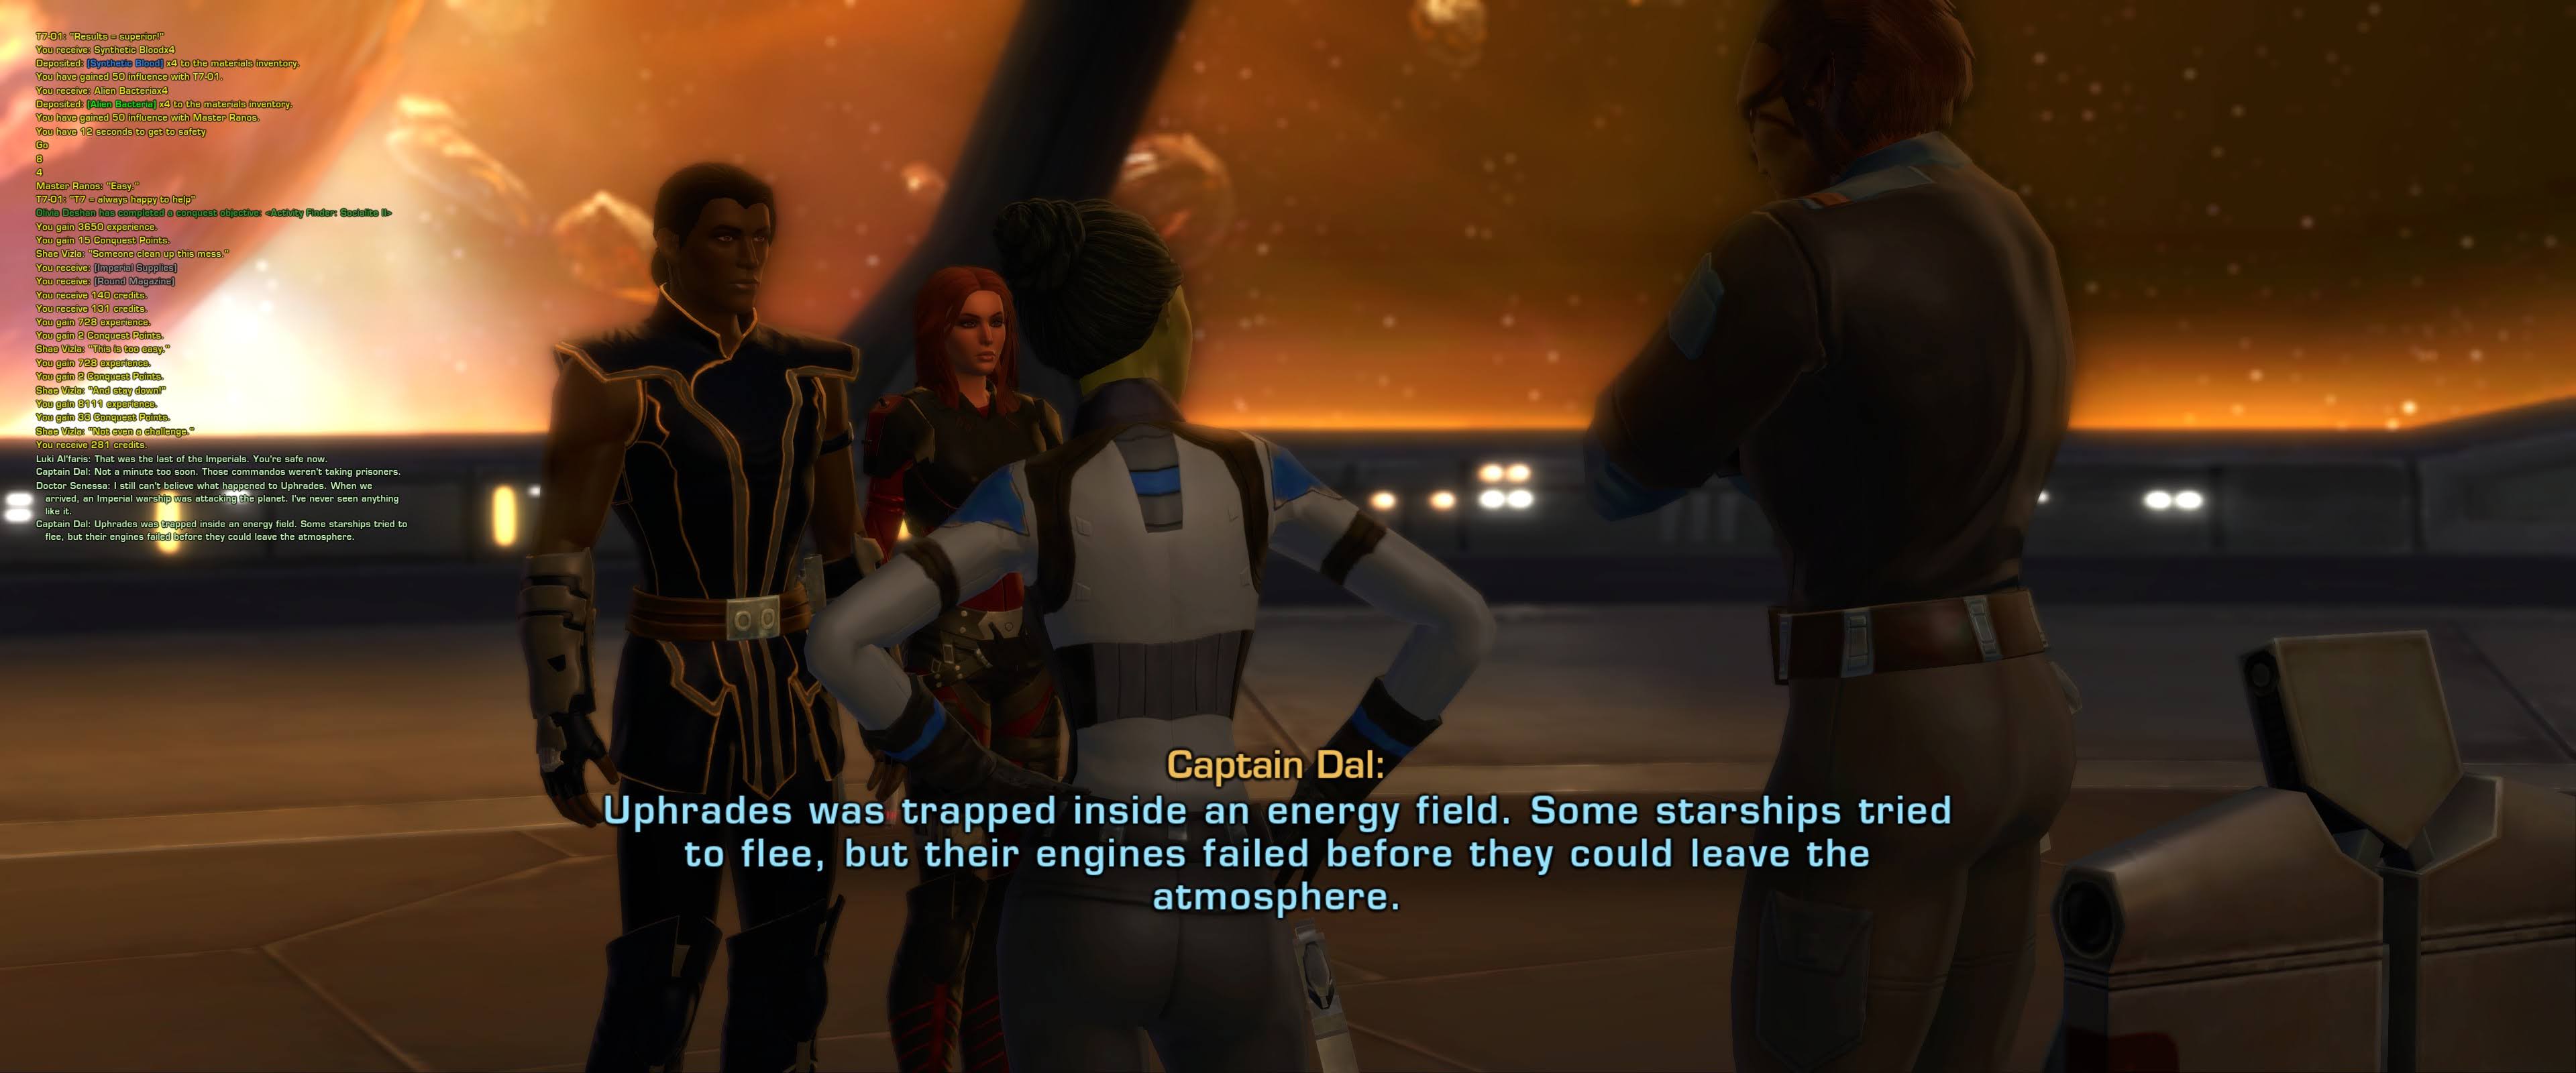 T7-01: "Results = superior!"
You receive: Synthetic Bloodx4
Deposited: [Synthetic Blood] x4 to the materials inventory.
You have gained 50 influence with T7-01.
You receive: Alien Bacteriax4
Deposited: [Alien Bacteria] x4 to the materials inventory.
You have gained 50 influence with Master Ranos.
You have 12 seconds to get to safety
Go
8
4
Master Ranos: "Easy."
T7-01: "T7 = always happy to help"
Olivia Deshan has completed a conquest objective: <Activity Finder: Socialite II>
You gain 3650 experience.
You gain 15 Conquest Points.
Shae Vizla: "Someone clean up this mess."
You receive: [Imperial Supplies]
You receive: [Round Magazine]
You receive 140 credits.
You receive 131 credits.
You gain 728 experience.
You gain 2 Conquest Points.
Shae Vizla: "This is too easy."
You gain 728 experience.
You gain 2 Conquest Points.
Shae Vizla: "And stay down!"
You gain 8111 experience.
You gain 33 Conquest Points.
Shae Vizla: "Not even a challenge."
You receive 281 credits.
Luki Al'faris: That was the last of the Imperials. You're safe now.
Captain Dal: Not a minute too soon. Those commandos weren't taking prisoners.
Doctor Senessa: I still can't believe what happened to Uphrades. When we
arrived, an Imperial warship was attacking the planet. I've never seen anything
like it.
Captain Dal: Uphrades was trapped inside an energy field. Some starships tried to
flee, but their engines failed before they could leave the atmosphere.
Captain Dal:
Uphrades was trapped inside an energy field. Some starships tried
to flee, but their engines failed before they could leave the
atmosphere.